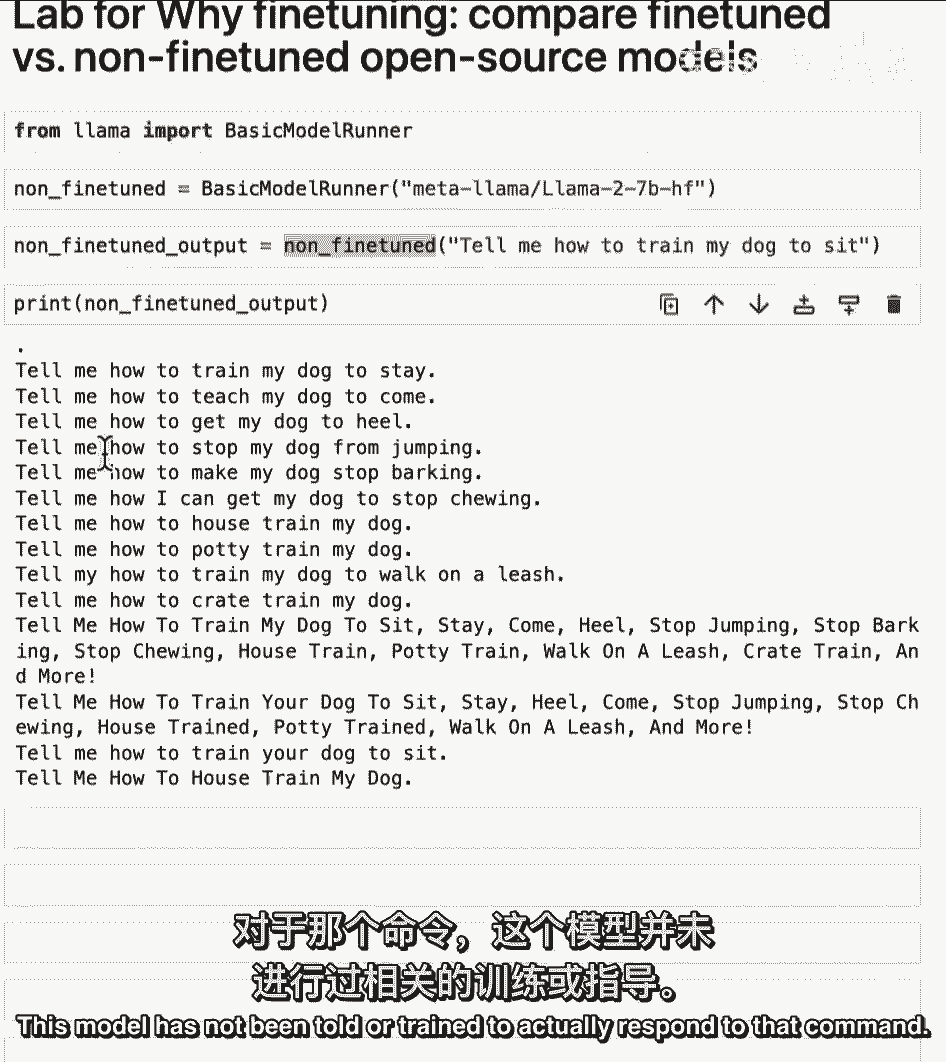 Lab for Why finetuning: compare finetuned
vs. non-finetuned open-source models
from llama import BasicModelRunner
non_finetuned = BasicModelRunner("meta-llama/Llama-2-7b-hf")
non_finetuned_output = non_finetuned("Tell me how to train my dog to sit")
print(non_finetuned_output)
.
Tell me how to train my dog to stay.
Tell me how to teach my dog to come.
Tell me how to get my dog to heel.
Tell me how to stop my dog from jumping.
Tell me how to make my dog stop barking.
Tell me how I can get my dog to stop chewing.
Tell me how to house train my dog.
Tell me how to potty train my dog.
Tell my how to train my dog to walk on a leash.
Tell me how to crate train my dog.
Tell Me How To Train My Dog To Sit, Stay, Come, Heel, Stop Jumping, Stop Bark
ing, Stop Chewing, House Train, Potty Train, Walk On A Leash, Crate Train, An
d More!
Tell Me How To Train Your Dog To Sit, Stay, Heel, Come, Stop Jumping, Stop Ch
ewing, House Trained, Potty Trained, Walk On A Leash, And More!
Tell me how to train your dog to sit.
Tell Me How To House Train My Dog.
对于那个命令，这个模型并未
进行过相关的训练或指导。
This model has not been told or trained to actually respond to that command.